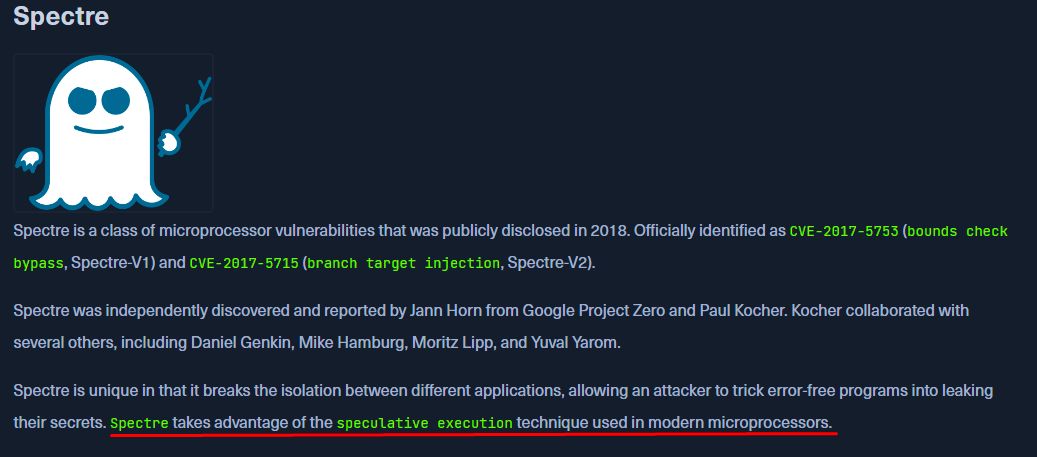 Spectre
Spectre is a class of microprocessor vulnerabilities that was publicly disclosed in 2018. Officially identified as CVE-2017-5753 (bounds check
bypass, Spectre-V1) and CVE-2017-5715 (branch target injection, Spectre-V2).
Spectre was independently discovered and reported by Jann Horn from Google Project Zero and Paul Kocher. Kocher collaborated with
several others, including Daniel Genkin, Mike Hamburg, Moritz Lipp, and Yuval Yarom.
Spectre is unique in that it breaks the isolation between different applications, allowing an attacker to trick error-free programs into leaking
their secrets. Spectre takes advantage of the speculative execution technique used in modern microprocessors.